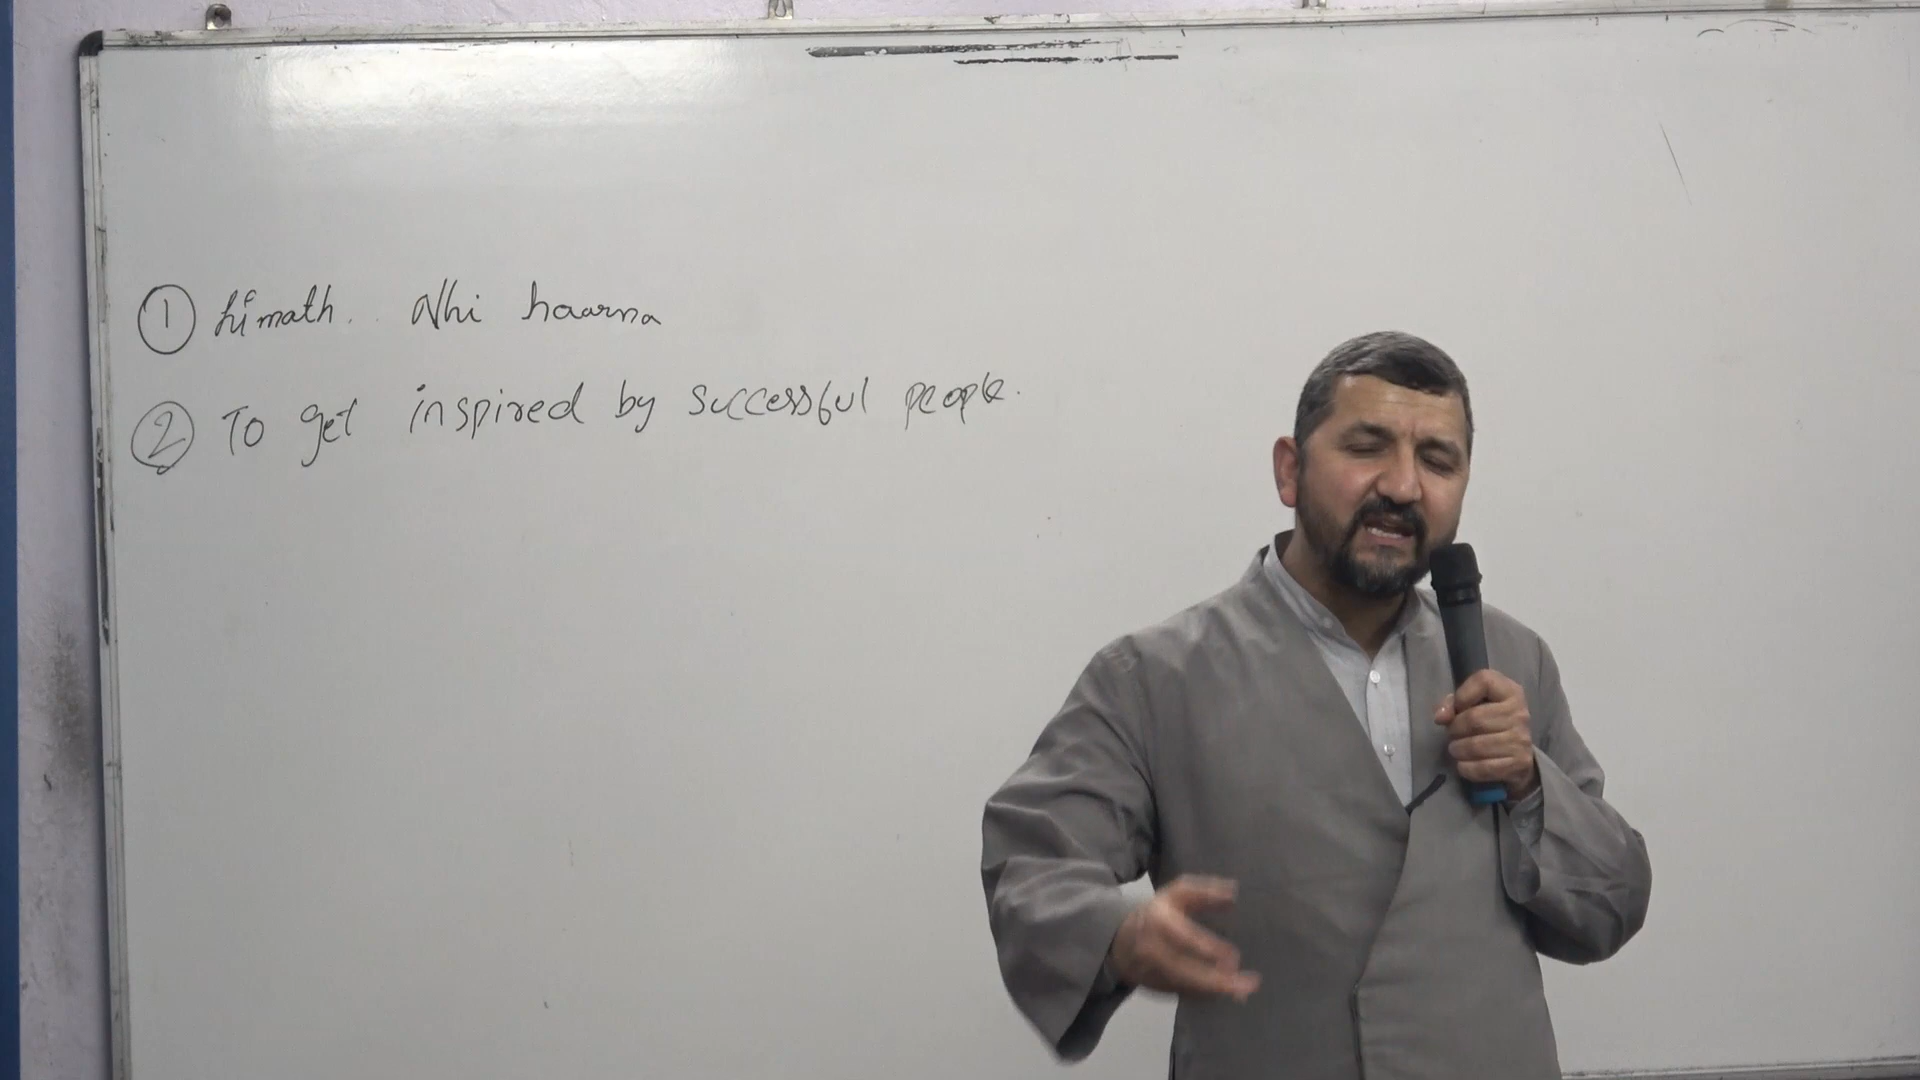 1 himath.. Nhi haarna
2 To get inspired by successful people.